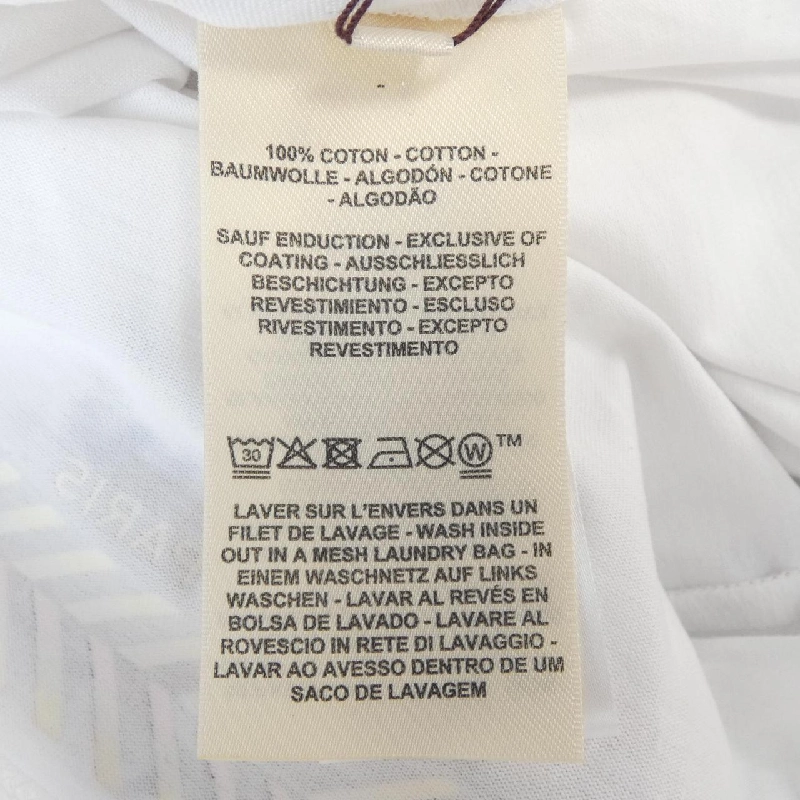 100% COTON - COTTON -
BAUMWOLLE - ALGODÓN - COTONE
- ALGODÃO
SAUF ENDUCTION - EXCLUSIVE OF
COATING - AUSSCHLIESSLICH
BESCHICHTUNG - EXCEPTO
REVESTIMIENTO - ESCLUSO
RIVESTIMENTO - EXCEPTO
REVESTIMENTO
30 W™
LAVER SUR L'ENVERS DANS UN
FILET DE LAVAGE - WASH INSIDE
OUT IN A MESH LAUNDRY BAG - IN
EINEM WASCHNETZ AUF LINKS
WASCHEN - LAVAR AL REVÉS EN
BOLSA DE LAVADO - LAVARE AL
ROVESCIO IN RETE DI LAVAGGIO -
LAVAR AO AVESSO DENTRO DE UM
SACO DE LAVAGEM